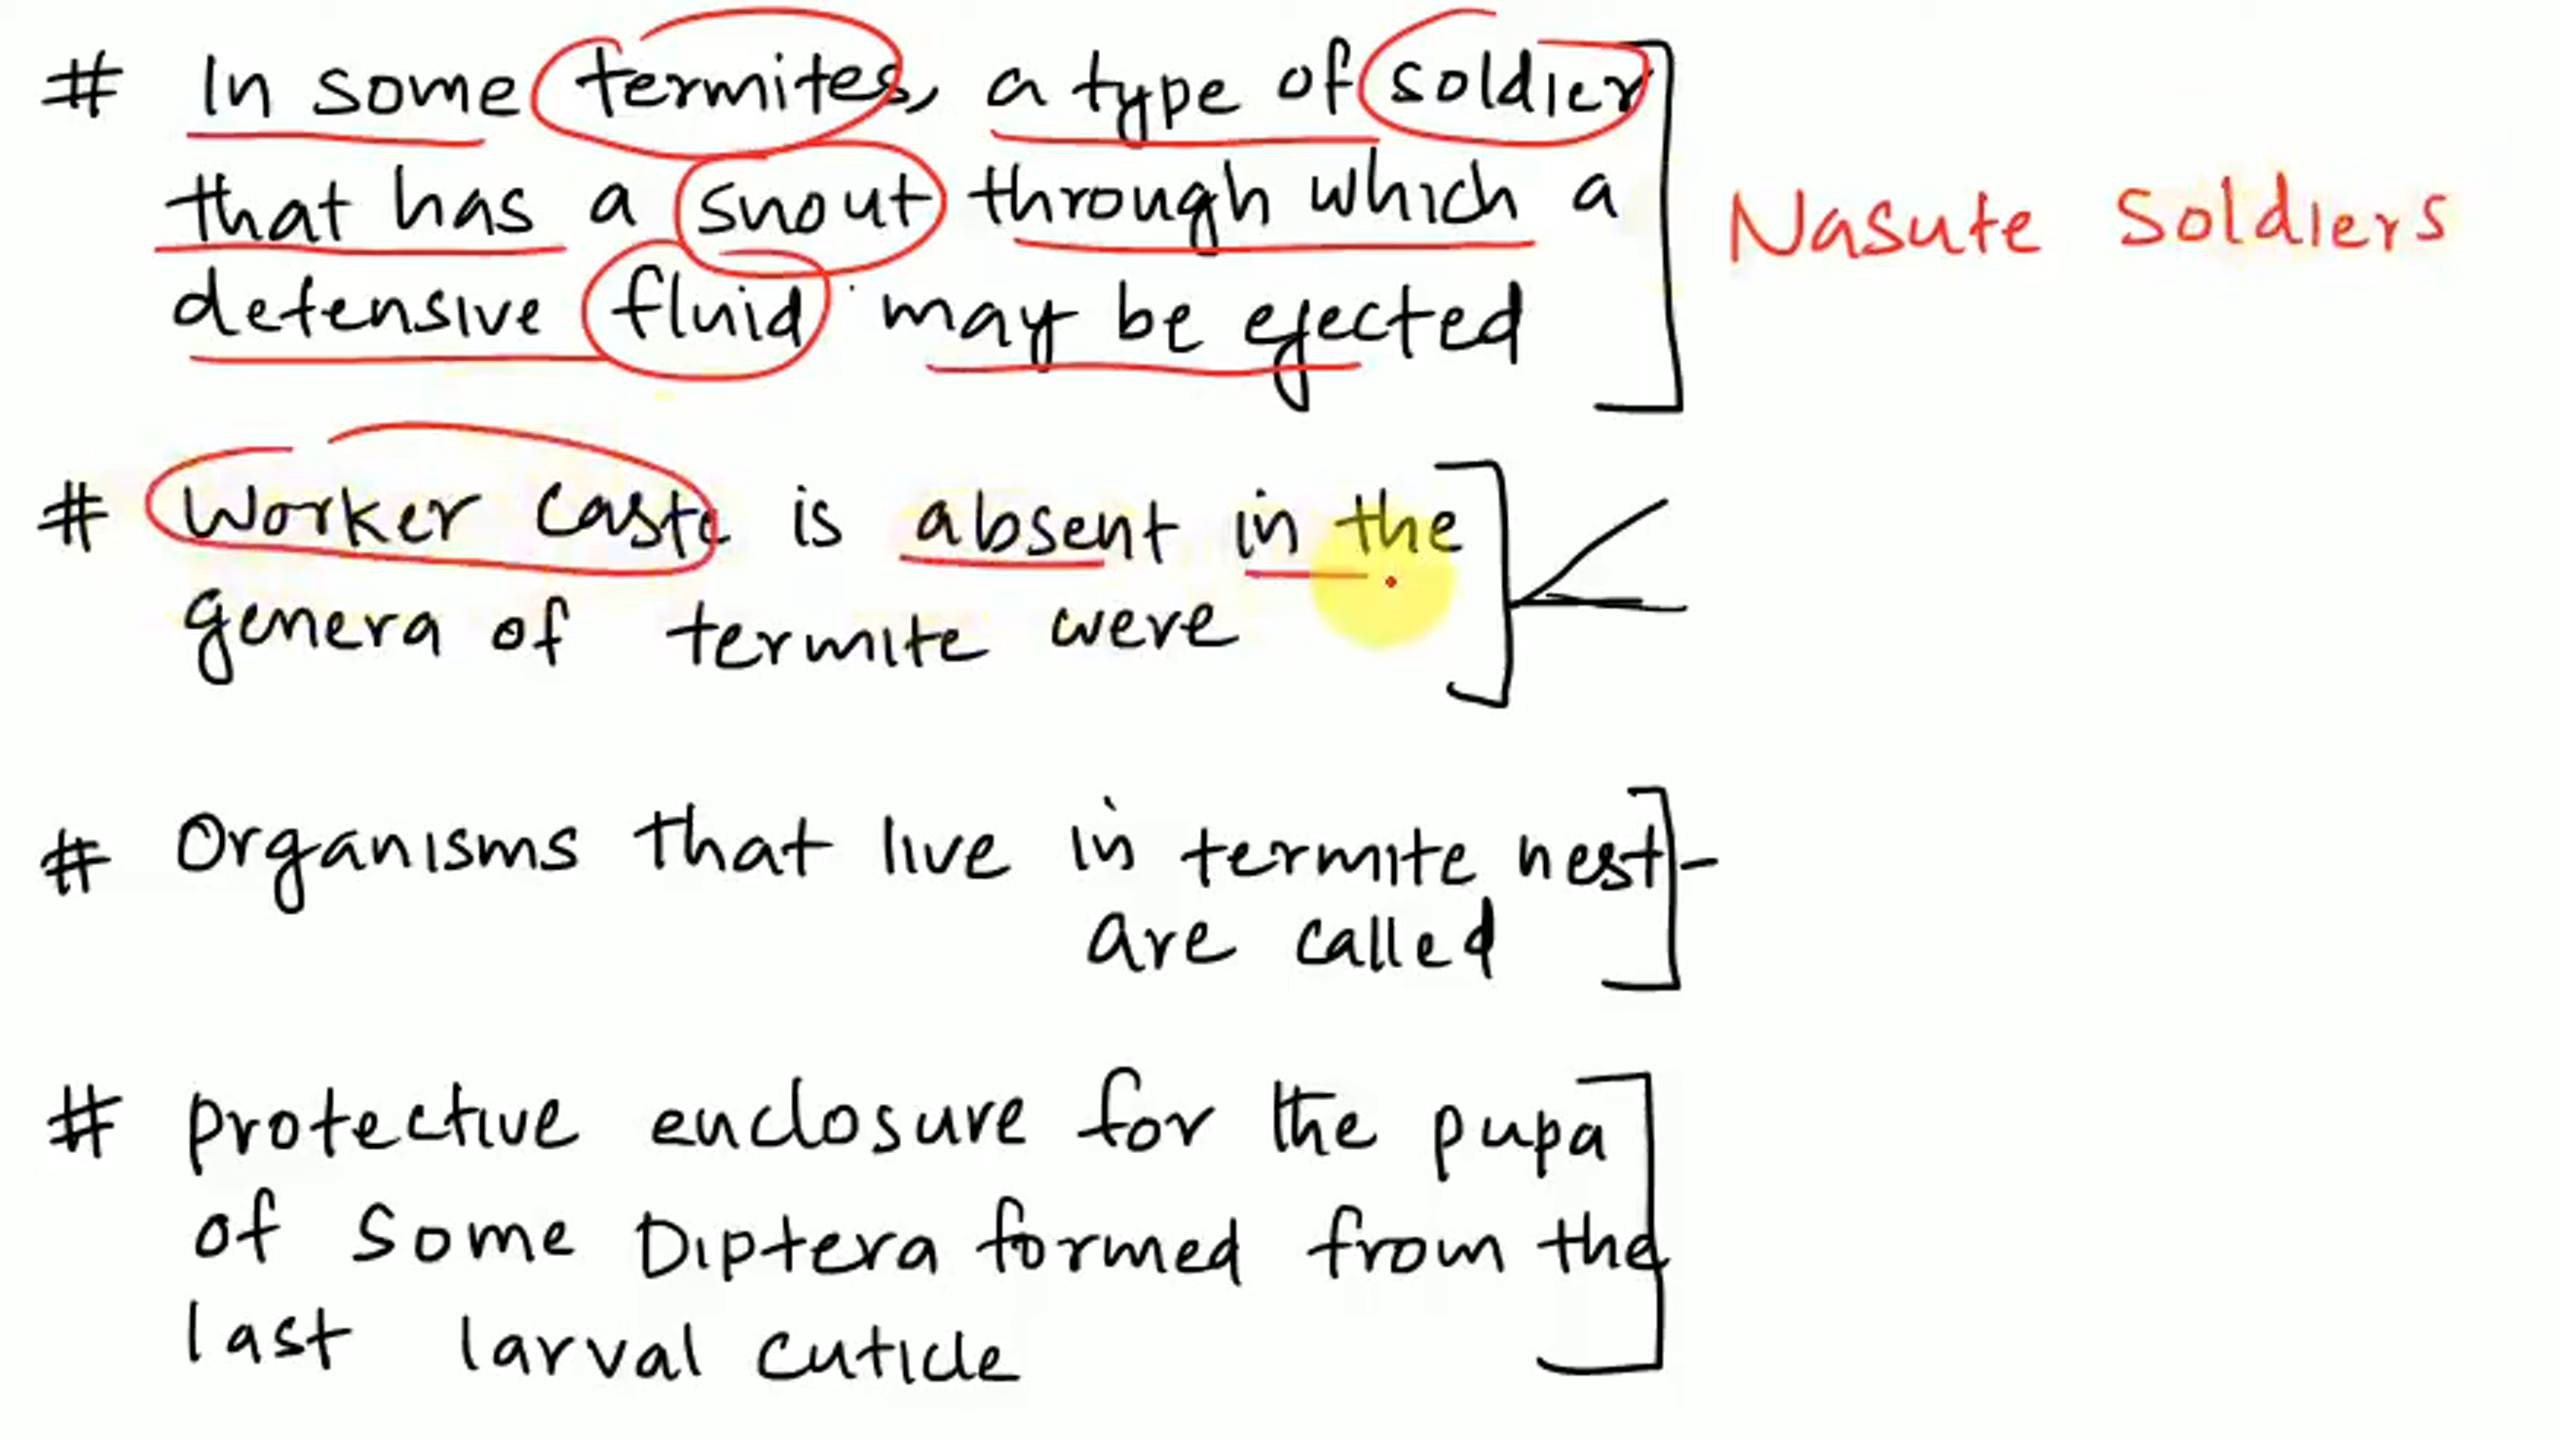 # In some termites, a type of soldier
that has a snout through which a
defensive fluid may be ejected
Nasute Soldiers
# Worker caste is absent in the
genera of termite were
# Organisms that live in termite nest -
are called
# protective enclosure for the pupa
of some Diptera formed from the
last larval cuticle